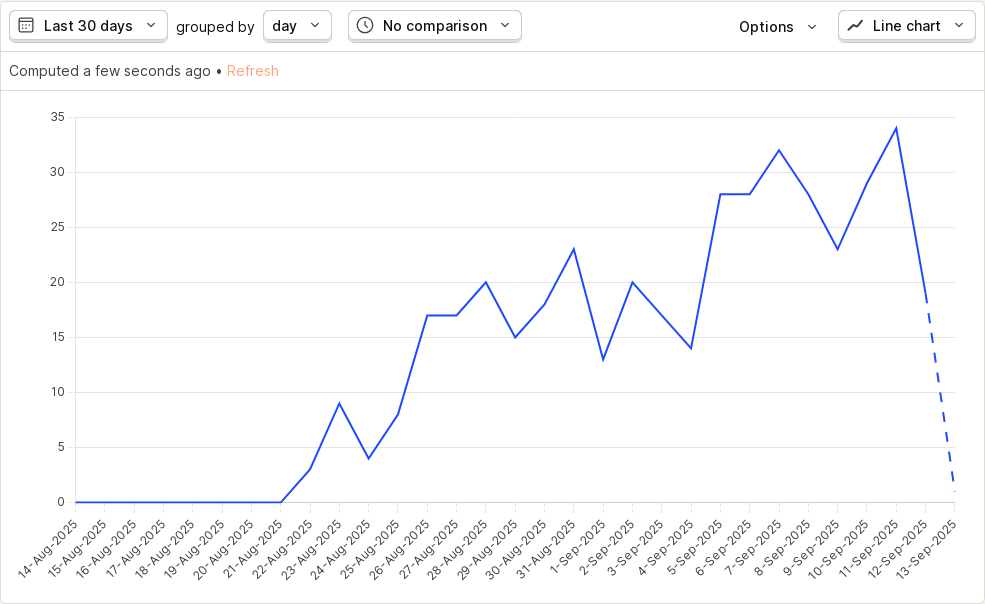 Last 30 days grouped by day No comparison Options Line chart
Computed a few seconds ago • Refresh
35
30
25
20
15
10
5
0
14-Aug-2025
15-Aug-2025
16-Aug-2025
17-Aug-2025
18-Aug-2025
19-Aug-2025
20-Aug-2025
21-Aug-2025
22-Aug-2025
23-Aug-2025
24-Aug-2025
25-Aug-2025
26-Aug-2025
27-Aug-2025
28-Aug-2025
29-Aug-2025
30-Aug-2025
31-Aug-2025
1-Sep-2025
2-Sep-2025
3-Sep-2025
4-Sep-2025
5-Sep-2025
6-Sep-2025
7-Sep-2025
8-Sep-2025
9-Sep-2025
10-Sep-2025
11-Sep-2025
12-Sep-2025
13-Sep-2025